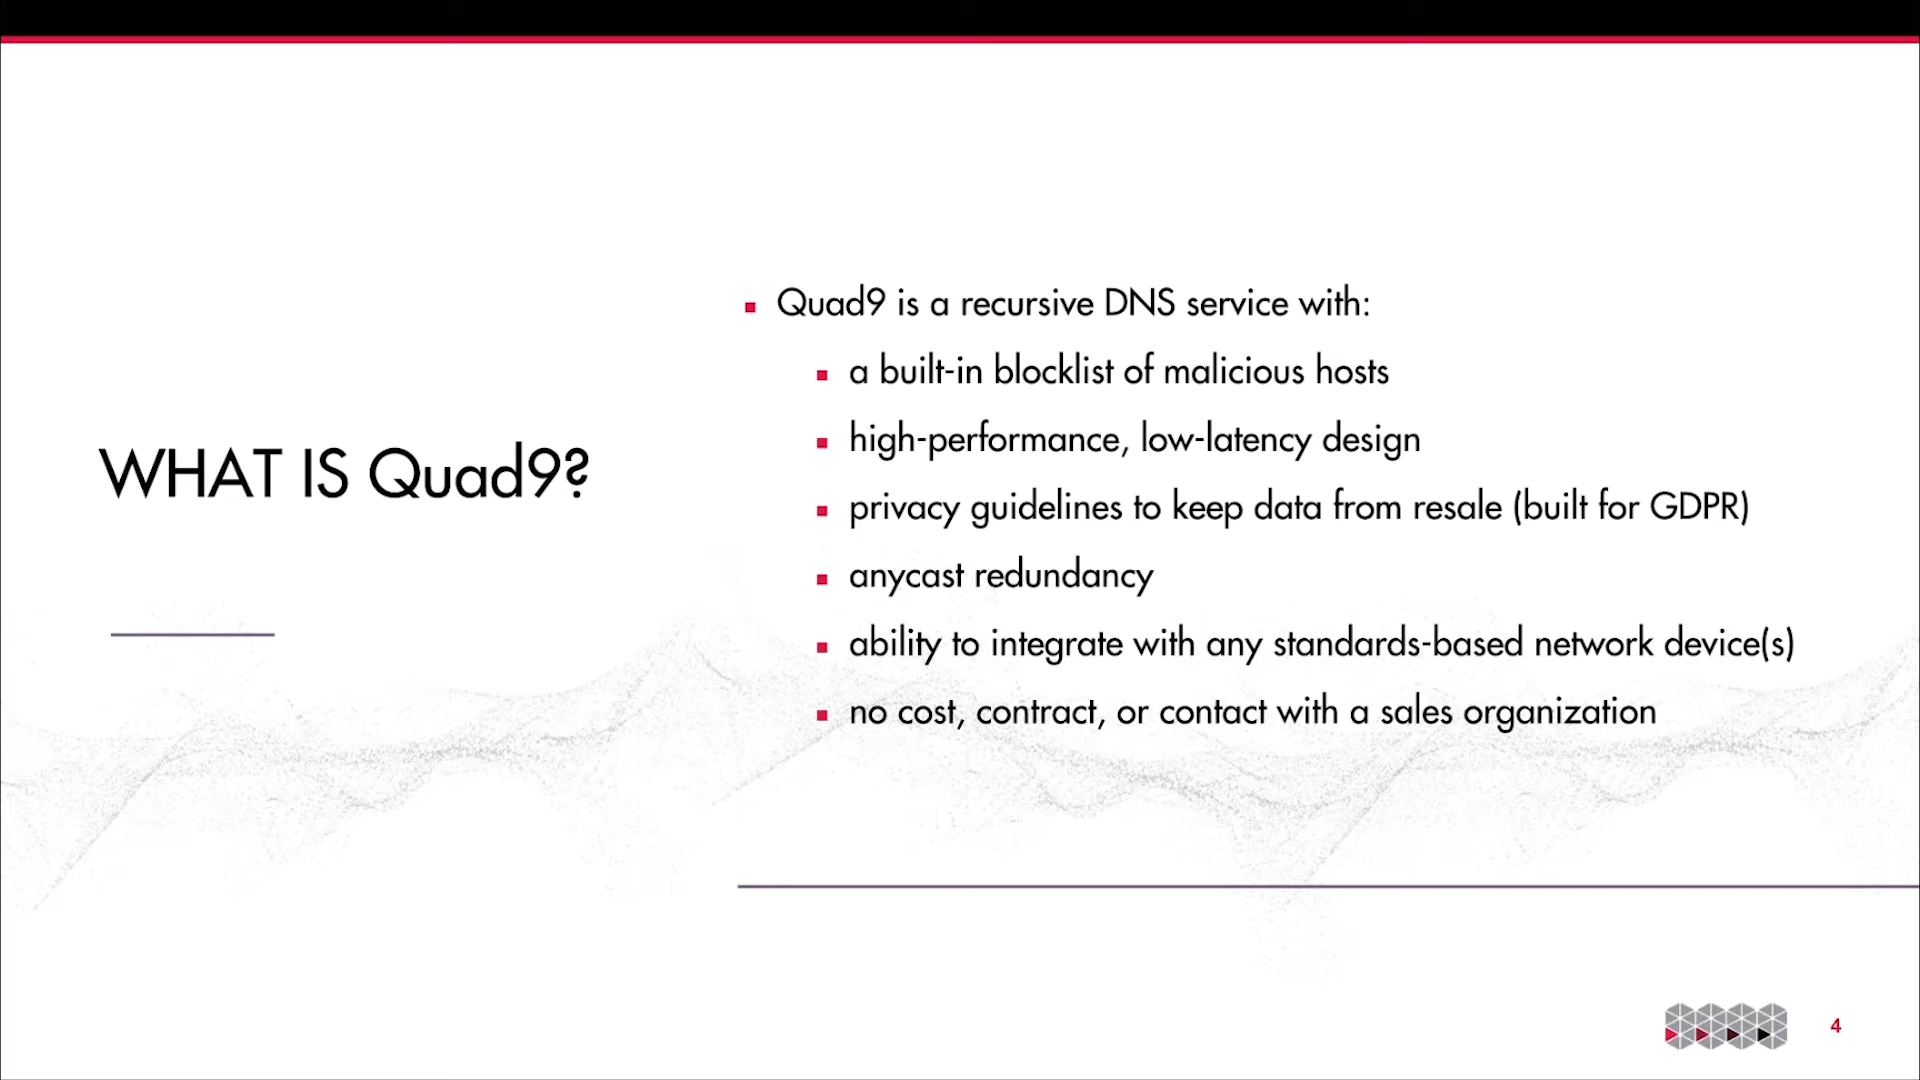 WHAT IS Quad9?
Quad9 is a recursive DNS service with:
a built-in blocklist of malicious hosts
high-performance, low-latency design
privacy guidelines to keep data from resale (built for GDPR)
anycast redundancy
ability to integrate with any standards-based network device(s)
no cost, contract, or contact with a sales organization
4